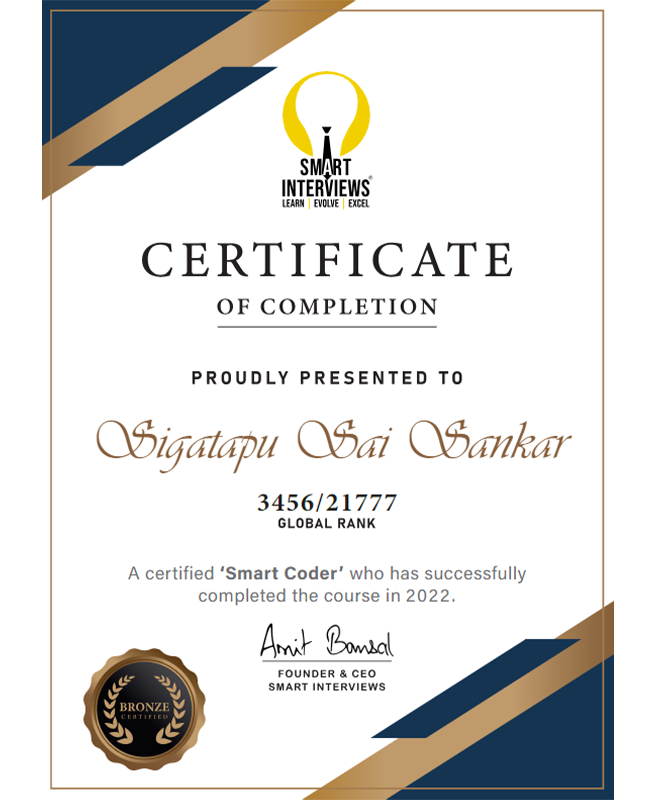 SMART
INTERVIEWS®
LEARN | EVOLVE | EXCEL
CERTIFICATE
OF COMPLETION
PROUDLY PRESENTED TO
Sigatapu Sai Sankar
3456/21777
GLOBAL RANK
A certified ‘Smart Coder’ who has successfully
completed the course in 2022.
Amit Bansal
FOUNDER & CEO
SMART INTERVIEWS
BRONZE
CERTIFIED